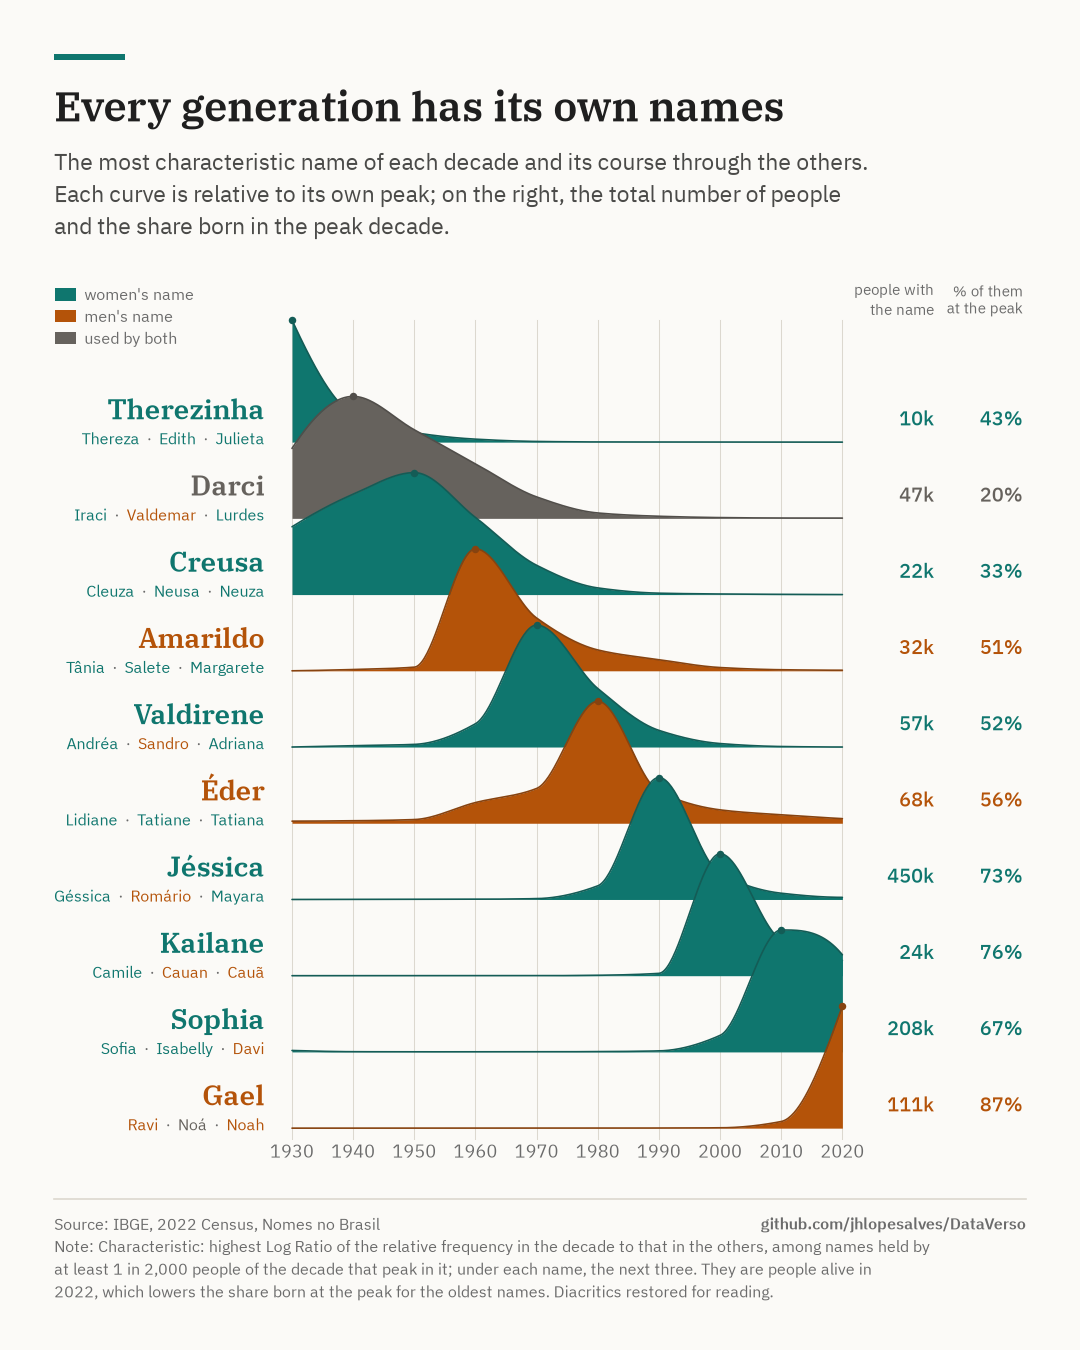 Every generation has its own names
The most characteristic name of each decade and its course through the others.
Each curve is relative to its own peak; on the right, the total number of people
and the share born in the peak decade.
women's name
men's name
used by both
people with
the name
% of them
at the peak
Therezinha
Thereza · Edith · Julieta
10k 43%
Darci
Iraci · Valdemar · Lurdes
47k 20%
Creusa
Cleuza · Neusa · Neuza
22k 33%
Amarildo
Tânia · Salete · Margarete
32k 51%
Valdirene
Andréa · Sandro · Adriana
57k 52%
Éder
Lidiane · Tatiane · Tatiana
68k 56%
Jéssica
Géssica · Romário · Mayara
450k 73%
Kailane
Camile · Cauan · Cauã
24k 76%
Sophia
Sofia · Isabelly · Davi
208k 67%
Gael
Ravi · Noá · Noah
111k 87%
1930 1940 1950 1960 1970 1980 1990 2000 2010 2020
Source: IBGE, 2022 Census, Nomes no Brasil
github.com/jhlopesalves/DataVerso
Note: Characteristic: highest Log Ratio of the relative frequency in the decade to that in the others, among names held by
at least 1 in 2,000 people of the decade that peak in it; under each name, the next three. They are people alive in
2022, which lowers the share born at the peak for the oldest names. Diacritics restored for reading.